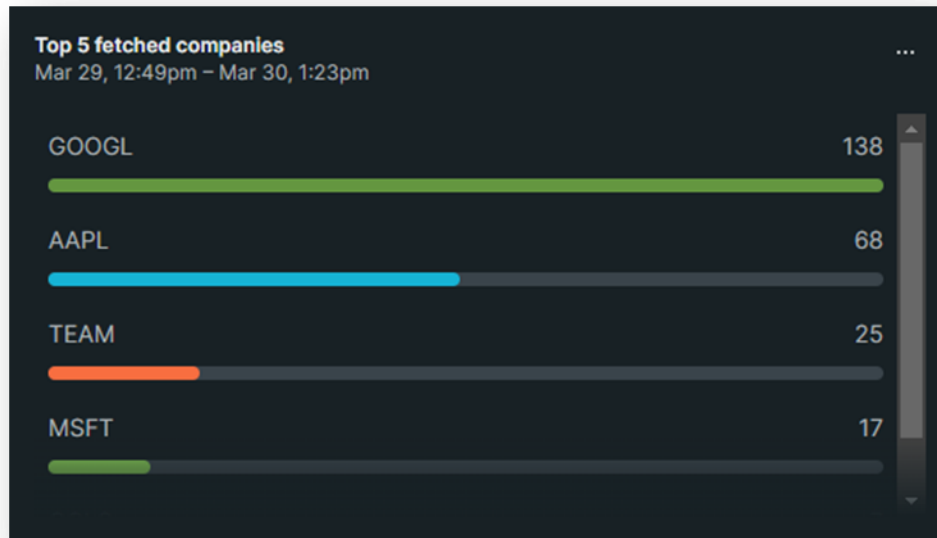 Top 5 fetched companies
...
Mar 29, 12:49pm – Mar 30, 1:23pm
GOOGL 138
AAPL 68
TEAM 25
MSFT 17